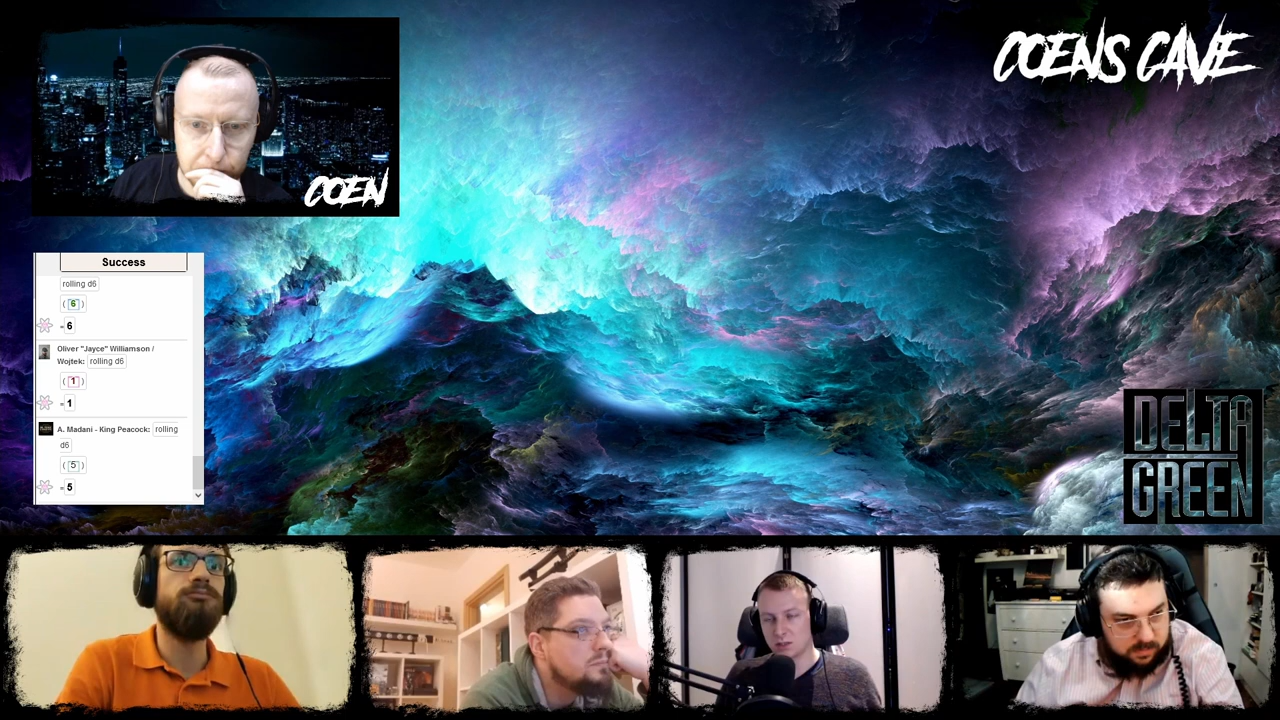 COENS CAVE
COEN
Success
rolling d6
(6)
=6
Oliver "Jayce" Williamson /
Wojtek: rolling d6
(1)
=1
A. Madani - King Peacock: rolling
d6
(5)
=5
DELTA
GREEN